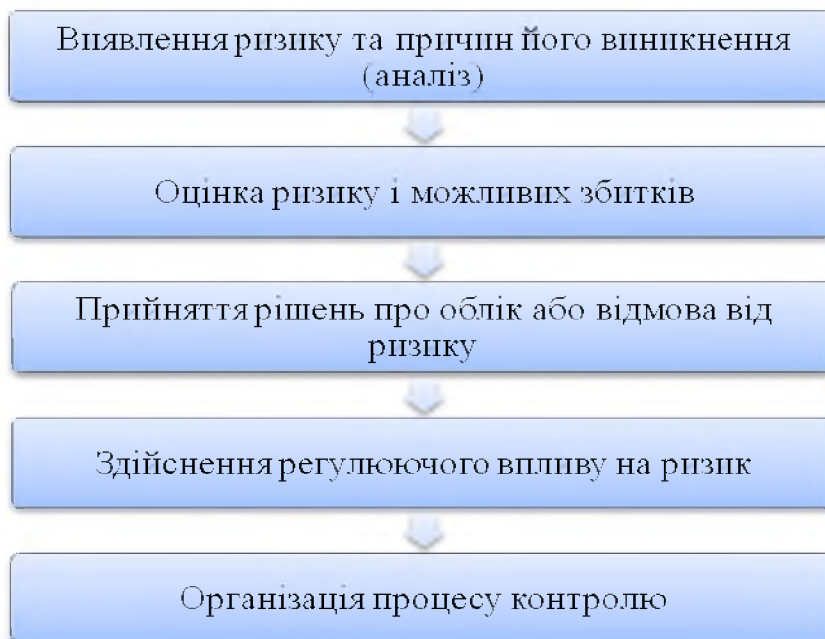 Виявлення ризику та причин його виникнення
(аналіз)
Оцінка ризику і можливих збитків
Прийняття рішень про облік або відмова від
ризику
Здійснення регулюючого впливу на ризик
Організація процесу контролю